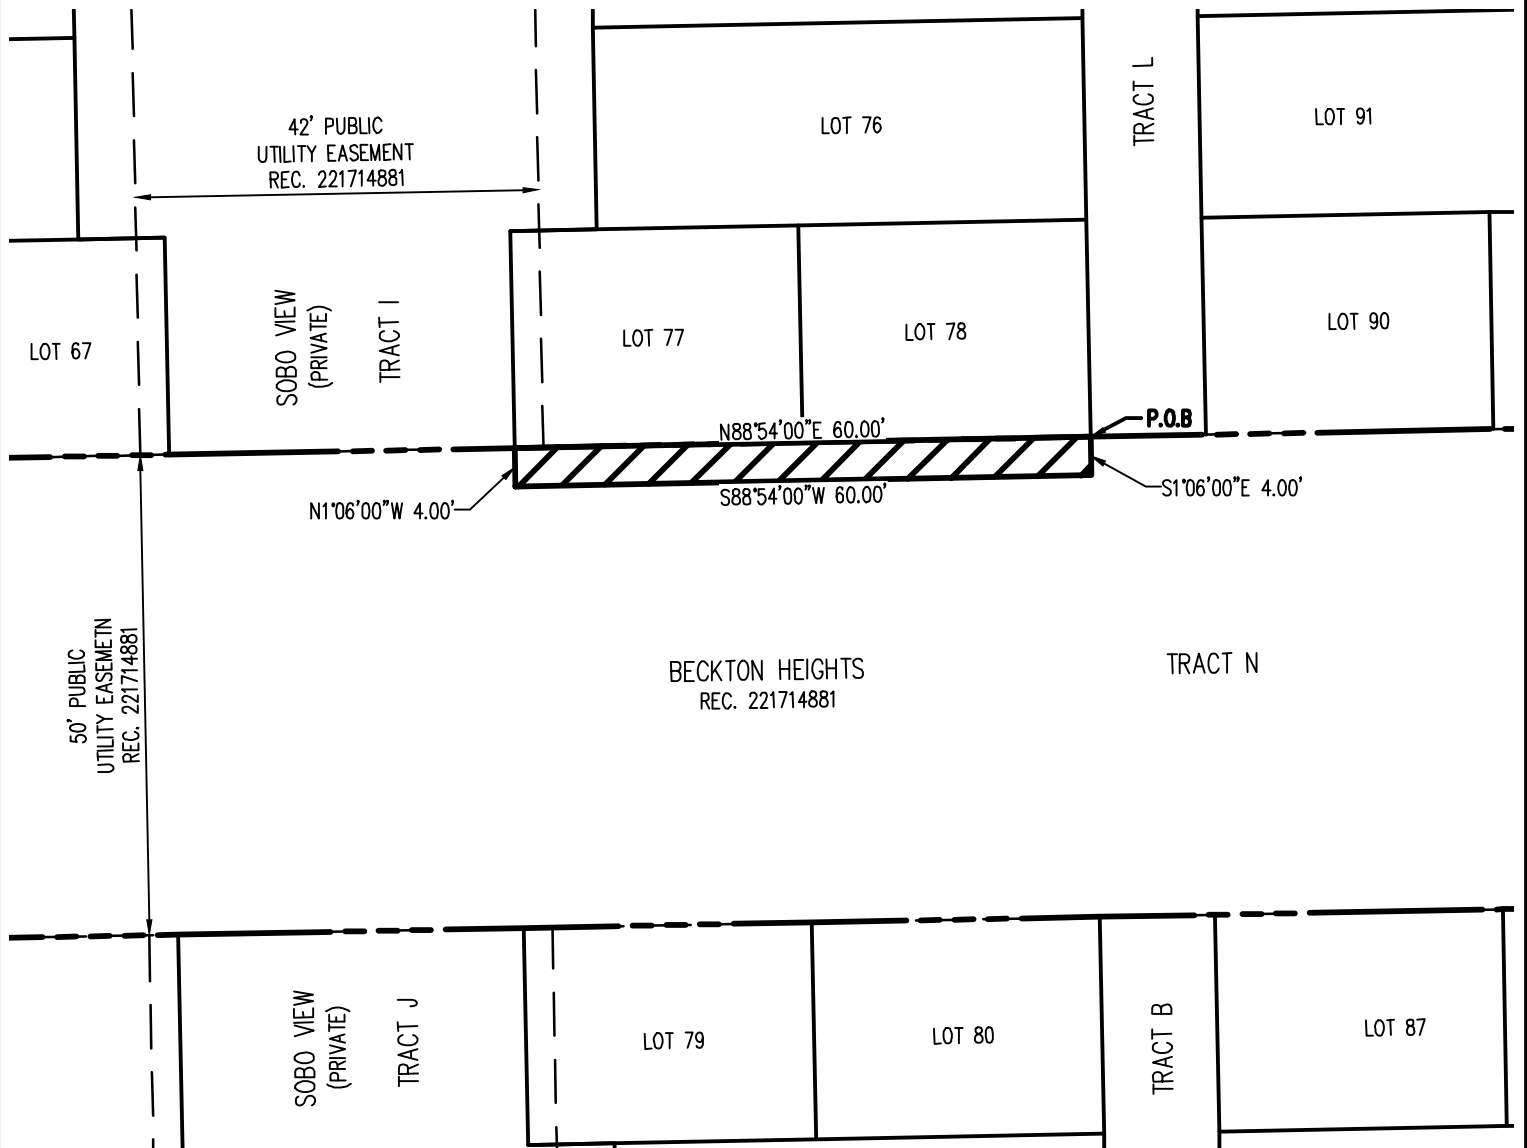 42' PUBLIC
UTILITY EASEMENT
REC. 221714881
LOT 76
TRACT L
LOT 91
LOT 67
SOBO VIEW
(PRIVATE)
TRACT I
LOT 77
LOT 78
LOT 90
N88°54'00"E 60.00'
P.O.B
N1°06'00"W 4.00'
S88°54'00"W 60.00'
S1°06'00"E 4.00'
50' PUBLIC
UTILITY EASEMETN
REC. 221714881
BECKTON HEIGHTS
REC. 221714881
TRACT N
SOBO VIEW
(PRIVATE)
TRACT J
LOT 79
LOT 80
TRACT B
LOT 87